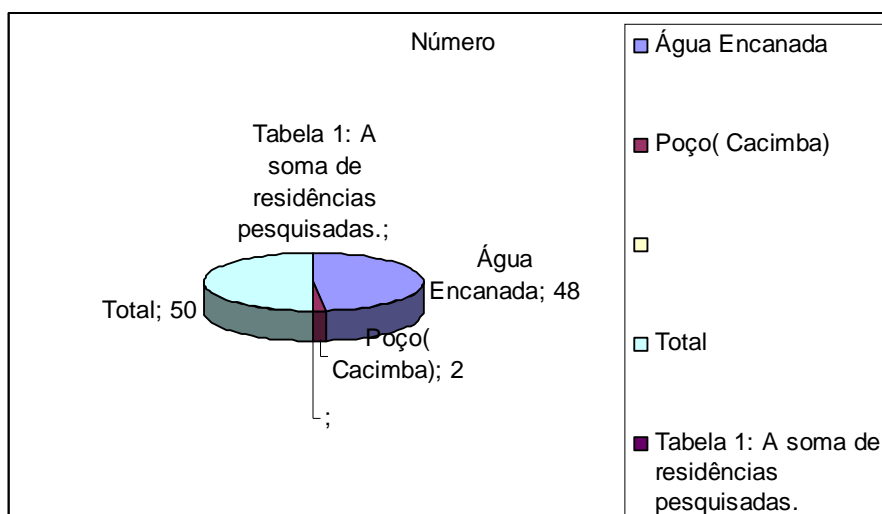 Número
Tabela 1: A
soma de
residências
pesquisadas.;
Água
Encanada; 48
Total; 50
Poço(
Cacimba); 2
;
Água Encanada
Poço( Cacimba)
Total
Tabela 1: A soma de
residências
pesquisadas.